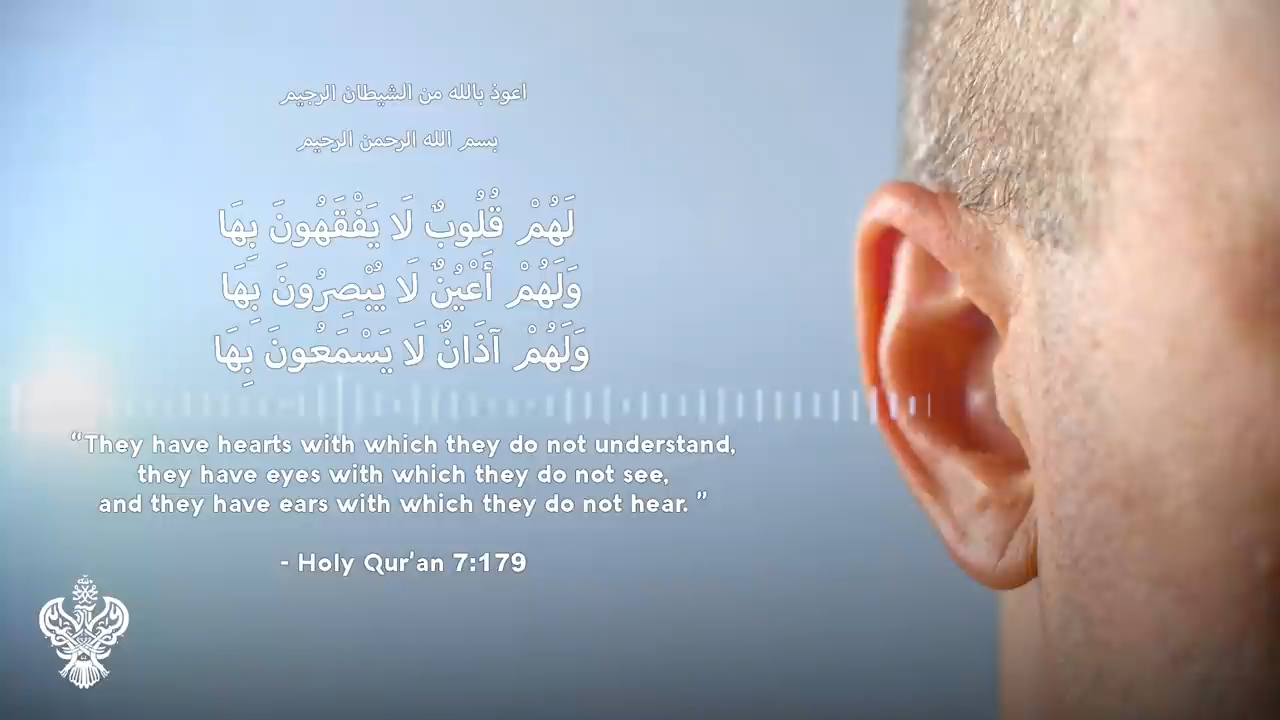 اعوذ بالله من الشيطان الرجيم
بسم الله الرحمن الرحيم
لَهُمْ قُلُوبٌ لَا يَفْقَهُونَ بِهَا
وَلَهُمْ أَعْيُنٌ لَا يُبْصِرُونَ بِهَا
وَلَهُمْ آذَانٌ لَا يَسْمَعُونَ بِهَا
“They have hearts with which they do not understand,
they have eyes with which they do not see,
and they have ears with which they do not hear. ”
- Holy Qur'an 7:179